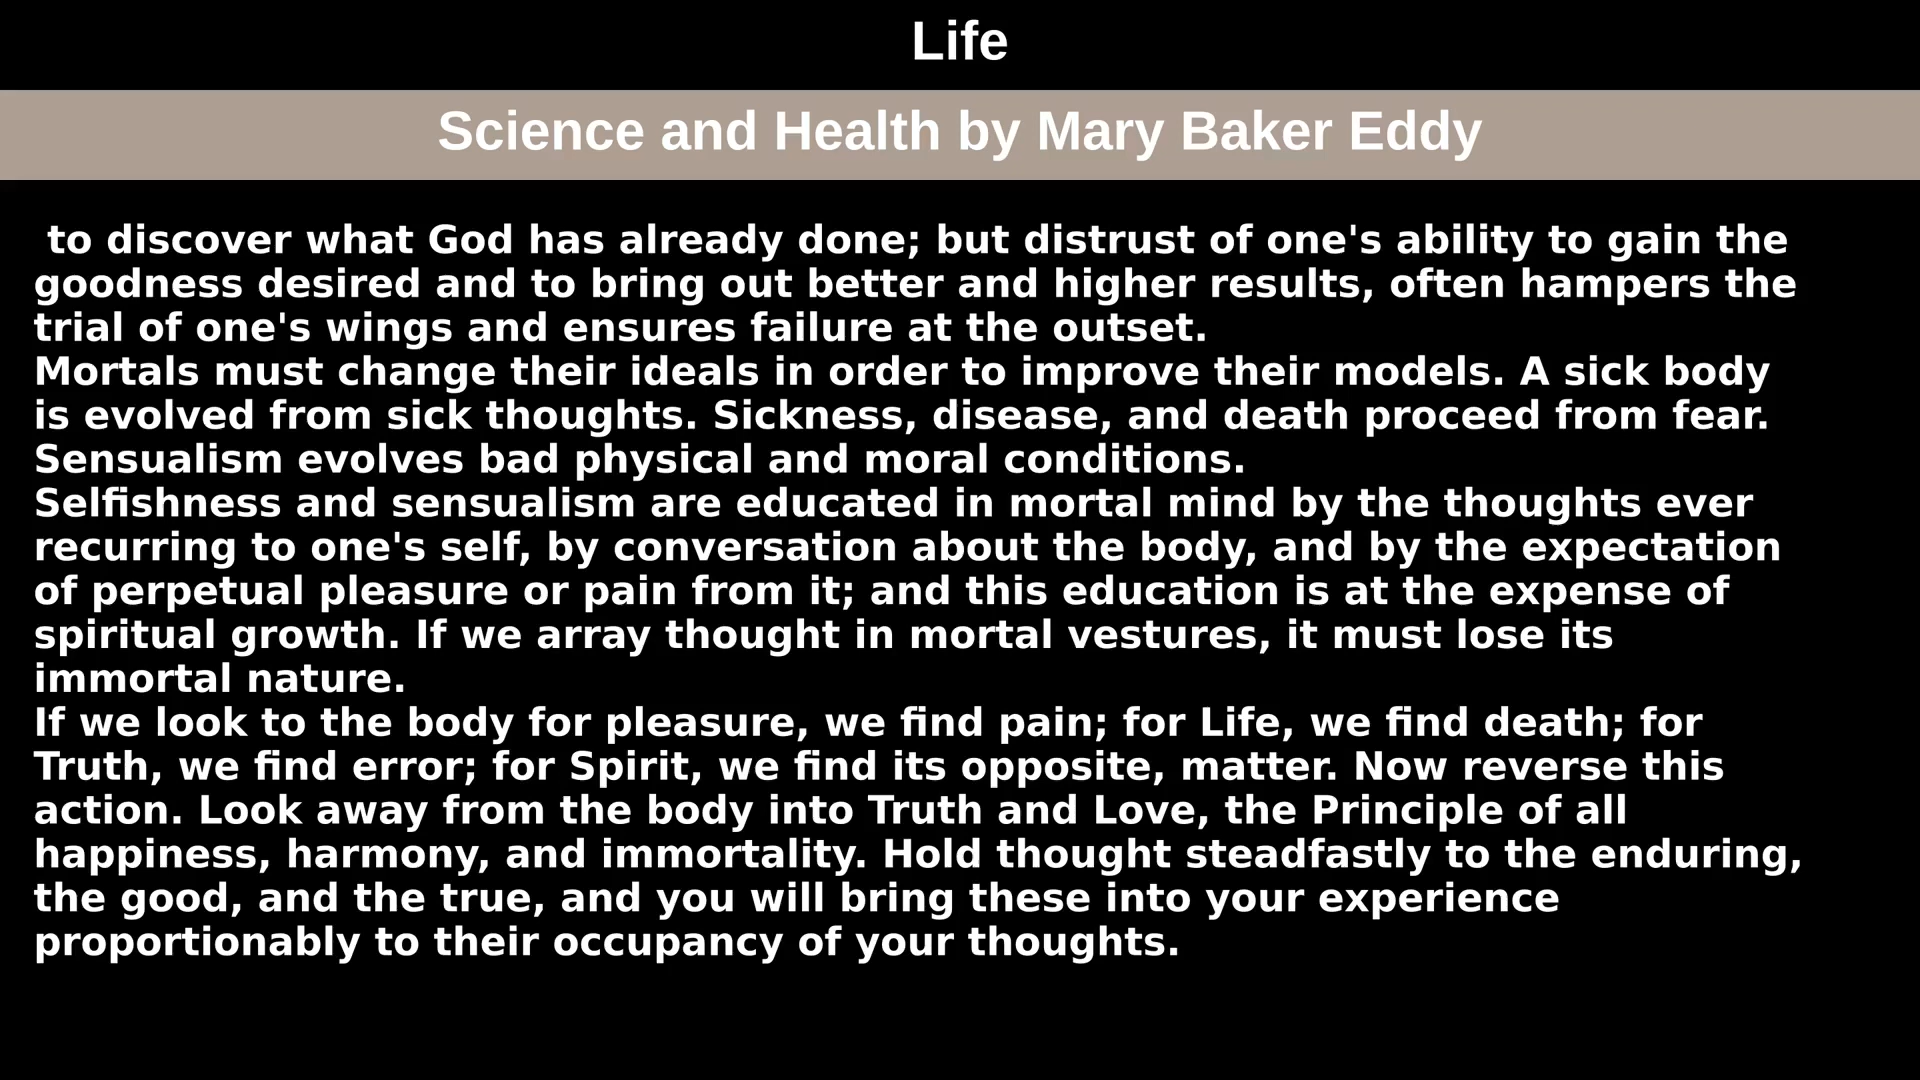 Life
Science and Health by Mary Baker Eddy
to discover what God has already done; but distrust of one's ability to gain the
goodness desired and to bring out better and higher results, often hampers the
trial of one's wings and ensures failure at the outset.
Mortals must change their ideals in order to improve their models. A sick body
is evolved from sick thoughts. Sickness, disease, and death proceed from fear.
Sensualism evolves bad physical and moral conditions.
Selfishness and sensualism are educated in mortal mind by the thoughts ever
recurring to one's self, by conversation about the body, and by the expectation
of perpetual pleasure or pain from it; and this education is at the expense of
spiritual growth. If we array thought in mortal vestures, it must lose its
immortal nature.
If we look to the body for pleasure, we find pain; for Life, we find death; for
Truth, we find error; for Spirit, we find its opposite, matter. Now reverse this
action. Look away from the body into Truth and Love, the Principle of all
happiness, harmony, and immortality. Hold thought steadfastly to the enduring,
the good, and the true, and you will bring these into your experience
proportionably to their occupancy of your thoughts.